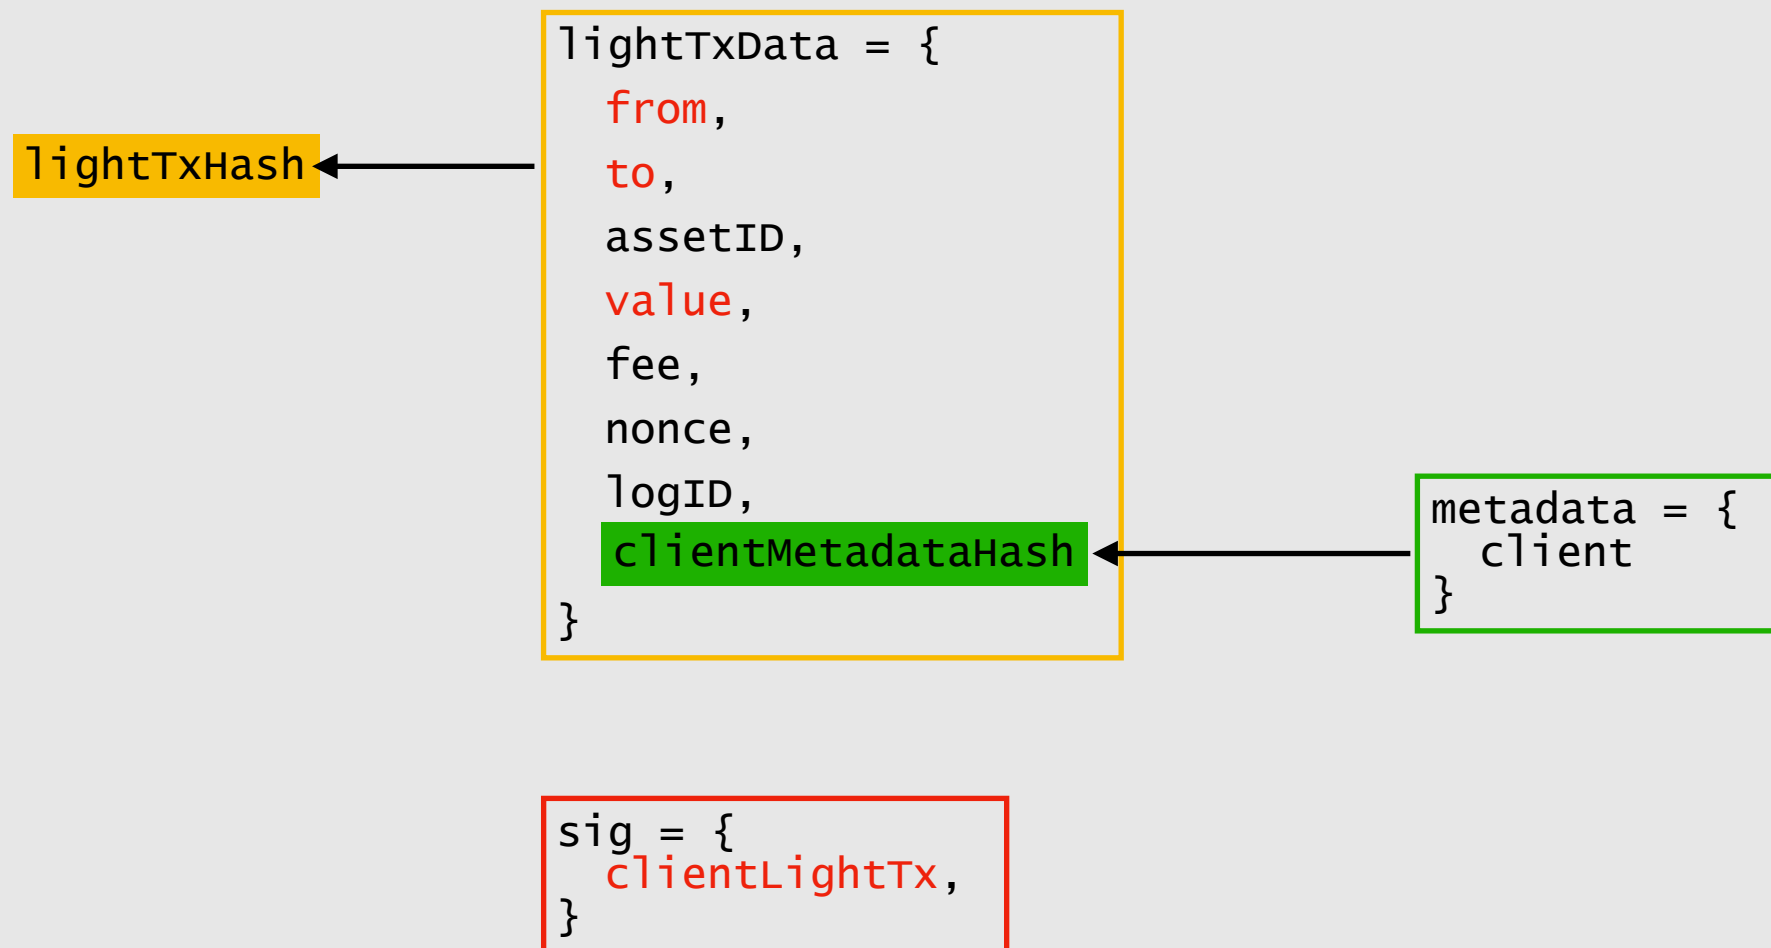 lightTxHash
lightTxData = {
from,
to,
assetID,
value,
fee,
nonce,
logID,
clientMetadataHash
}
metadata = {
client
}
sig = {
clientLightTx,
}